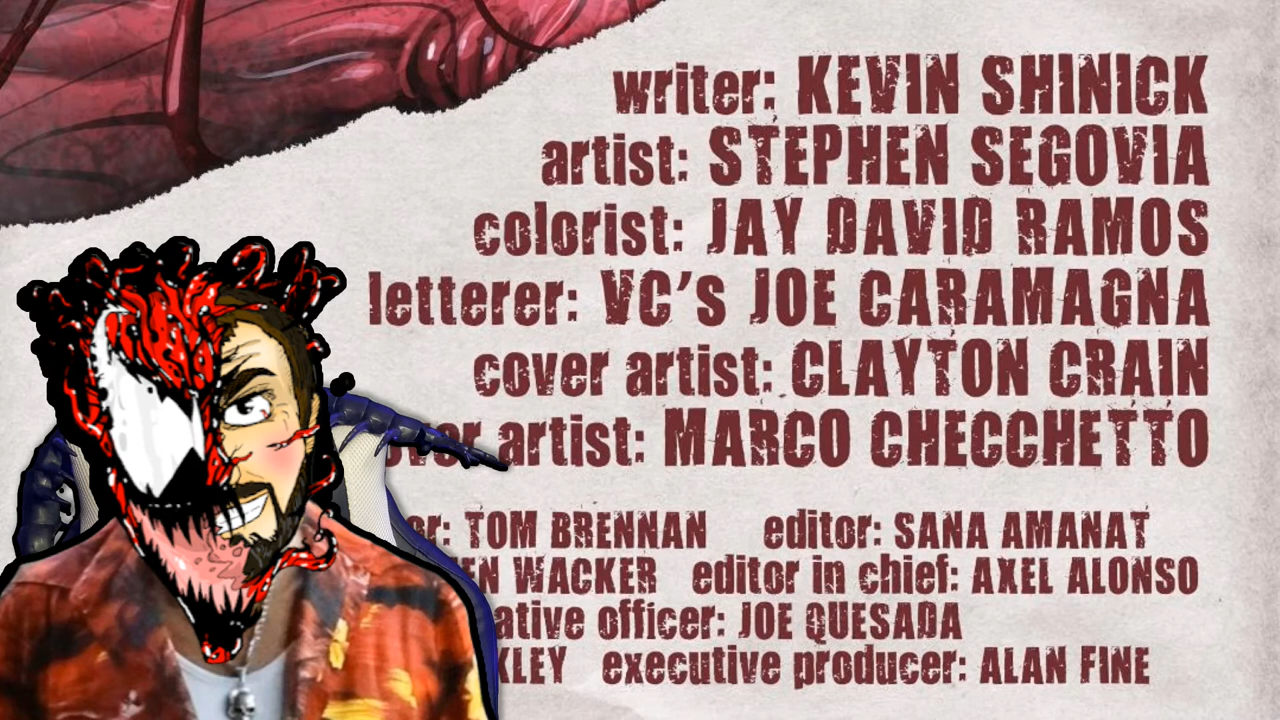 writer: KEVIN SHINICK
artist: STEPHEN SEGOVIA
colorist: JAY DAVID RAMOS
letterer: VC's JOE CARAMAGNA
cover artist: CLAYTON CRAIN
artist: MARCO CHECCHETTO
TOM BRENNAN editor: SANA AMANAT
WACKER editor in chief: AXEL ALONSO
officer: JOE QUESADA
executive producer: ALAN FINE